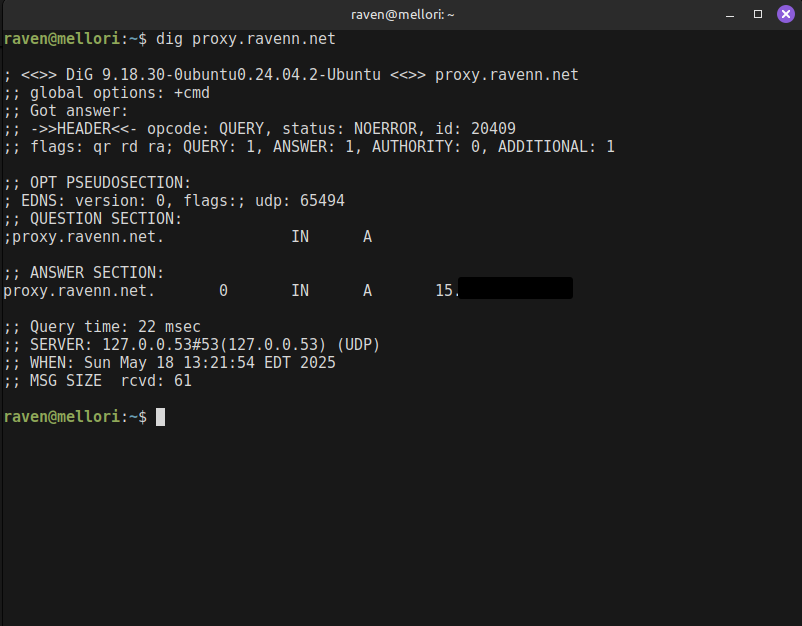 raven@mellori: ~
raven@mellori:~$ dig proxy.ravenn.net
; <<>> DiG 9.18.30-0ubuntu0.24.04.2-Ubuntu <<>> proxy.ravenn.net
;; global options: +cmd
;; Got answer:
;; ->>HEADER<<- opcode: QUERY, status: NOERROR, id: 20409
;; flags: qr rd ra; QUERY: 1, ANSWER: 1, AUTHORITY: 0, ADDITIONAL: 1
;; OPT PSEUDOSECTION:
; EDNS: version: 0, flags:; udp: 65494
;; QUESTION SECTION:
;proxy.ravenn.net. IN A
;; ANSWER SECTION:
proxy.ravenn.net. 0 IN A 15.
;; Query time: 22 msec
;; SERVER: 127.0.0.53#53(127.0.0.53) (UDP)
;; WHEN: Sun May 18 13:21:54 EDT 2025
;; MSG SIZE rcvd: 61
raven@mellori:~$